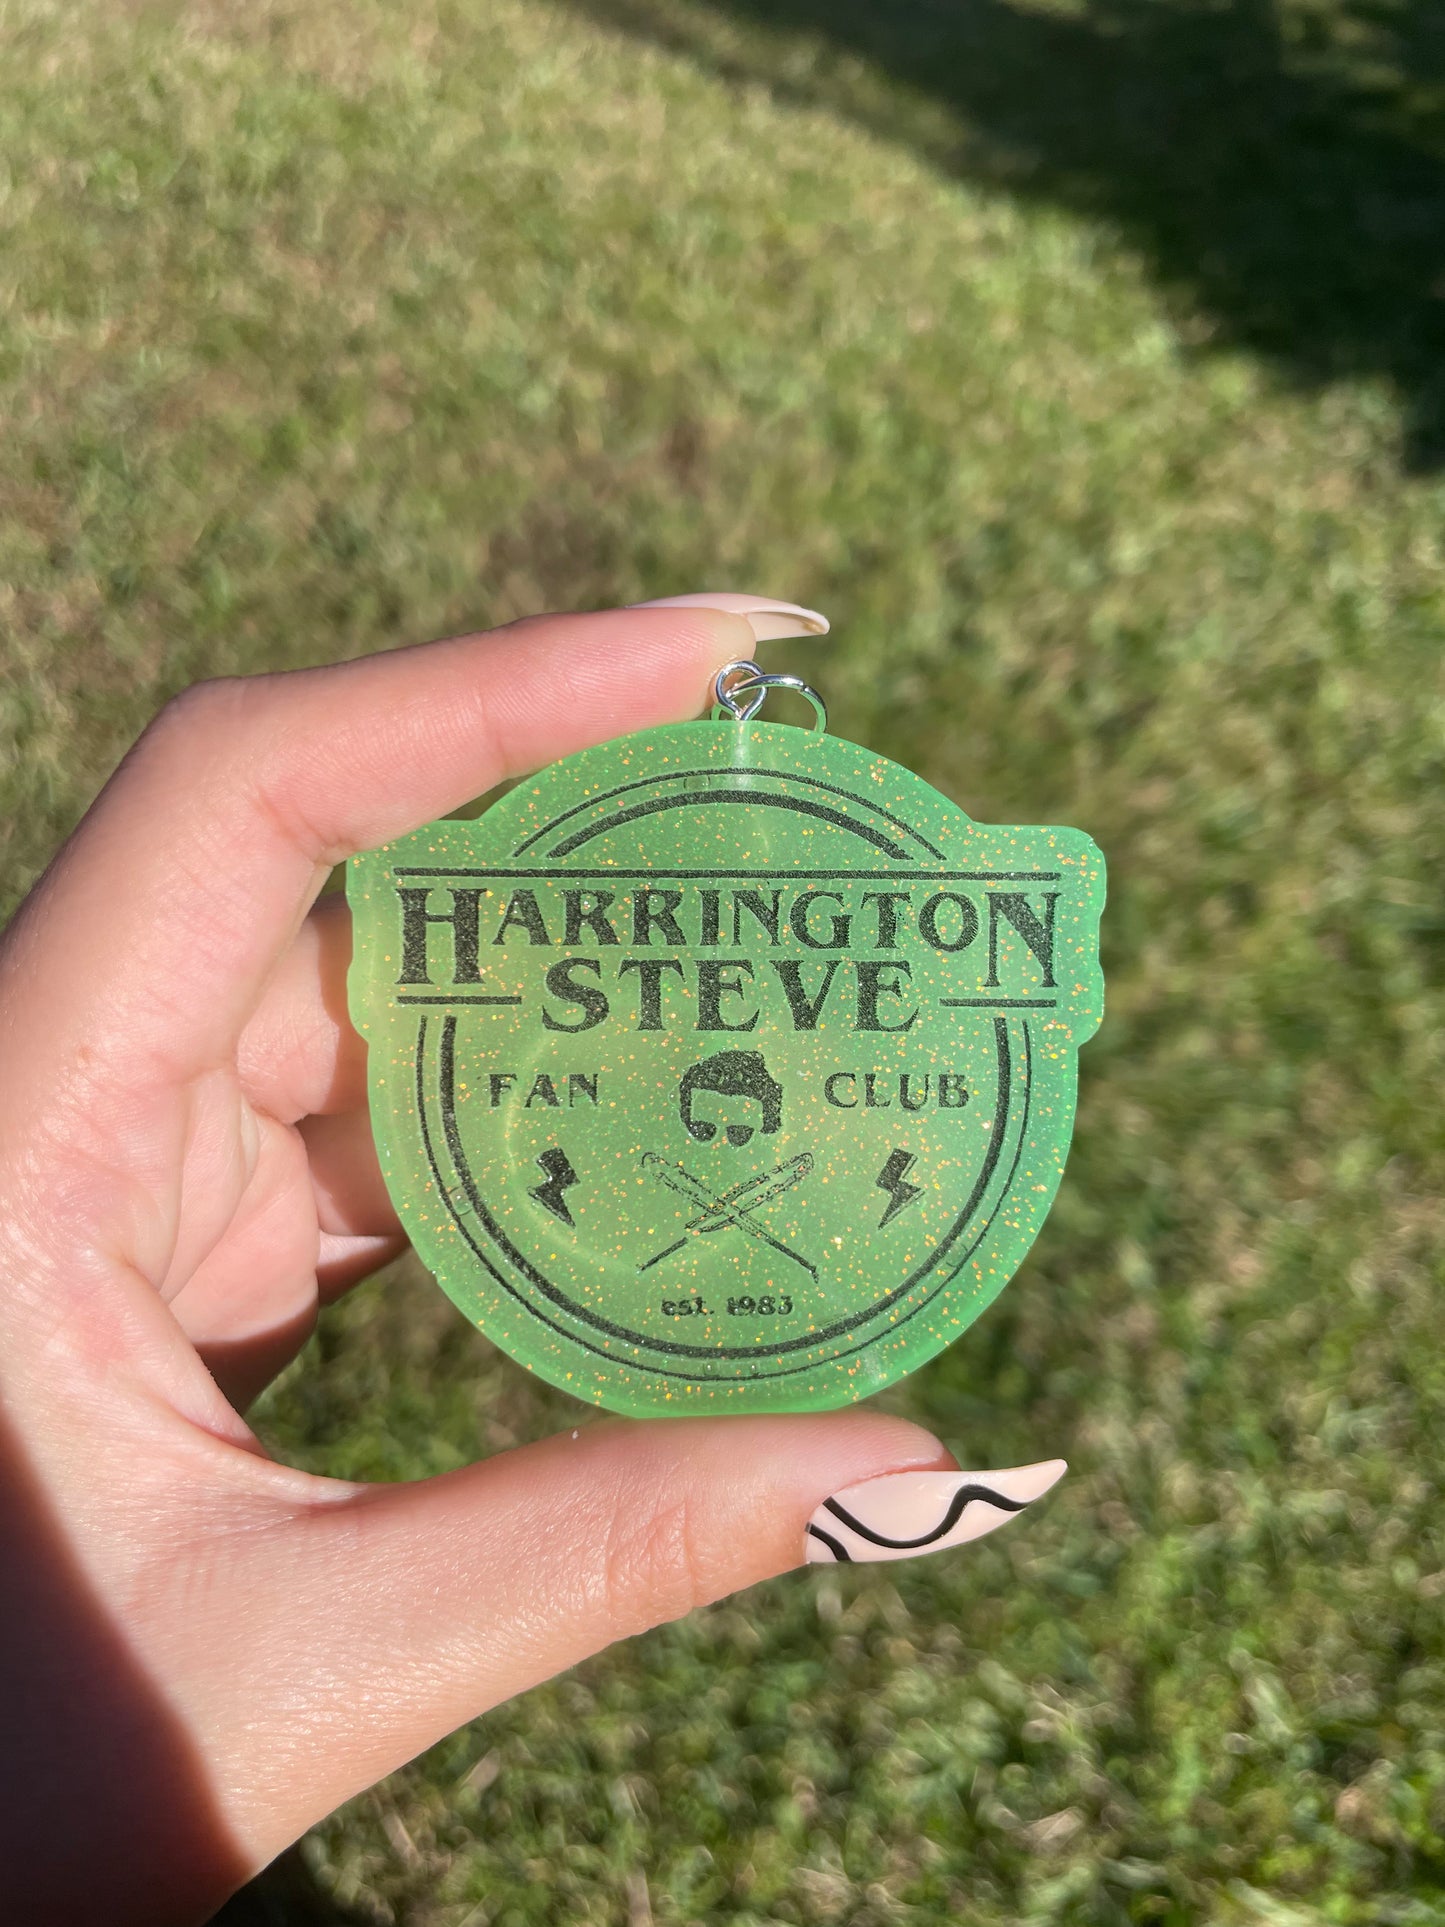 HARRINGTON
STEVE
FAN CLUB
est. 1983